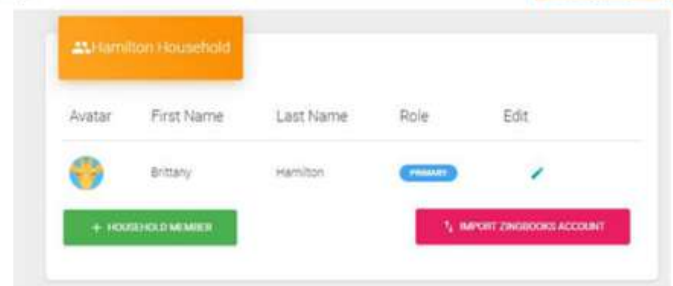 Hamilton Household
Avatar First Name Last Name Role Edit
Brittany Hamilton PRIMARY
+ HOUSEHOLD MEMBER
IMPORT ZINGBOOKS ACCOUNT